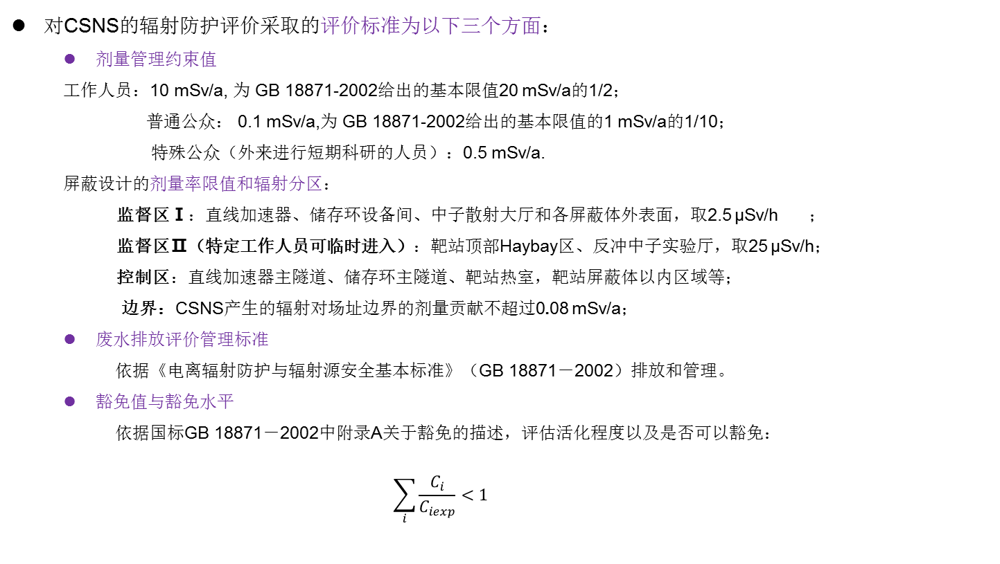 ● 对CSNS的辐射防护评价采取的评价标准为以下三个方面：
● 剂量管理约束值
工作人员：10 mSv/a, 为 GB 18871-2002给出的基本限值20 mSv/a的1/2；
普通公众： 0.1 mSv/a,为 GB 18871-2002给出的基本限值的1 mSv/a的1/10；
特殊公众（外来进行短期科研的人员）：0.5 mSv/a.
屏蔽设计的剂量率限值和辐射分区：
监督区Ⅰ：直线加速器、储存环设备间、中子散射大厅和各屏蔽体外表面，取2.5 μSv/h ；
监督区Ⅱ（特定工作人员可临时进入）：靶站顶部Haybay区、反冲中子实验厅，取25 μSv/h；
控制区：直线加速器主隧道、储存环主隧道、靶站热室，靶站屏蔽体以内区域等；
边界：CSNS产生的辐射对场址边界的剂量贡献不超过0.08 mSv/a；
● 废水排放评价管理标准
依据《电离辐射防护与辐射源安全基本标准》（GB 18871－2002）排放和管理。
● 豁免值与豁免水平
依据国标GB 18871－2002中附录A关于豁免的描述，评估活化程度以及是否可以豁免：
∑_i C_i / C_iexp < 1